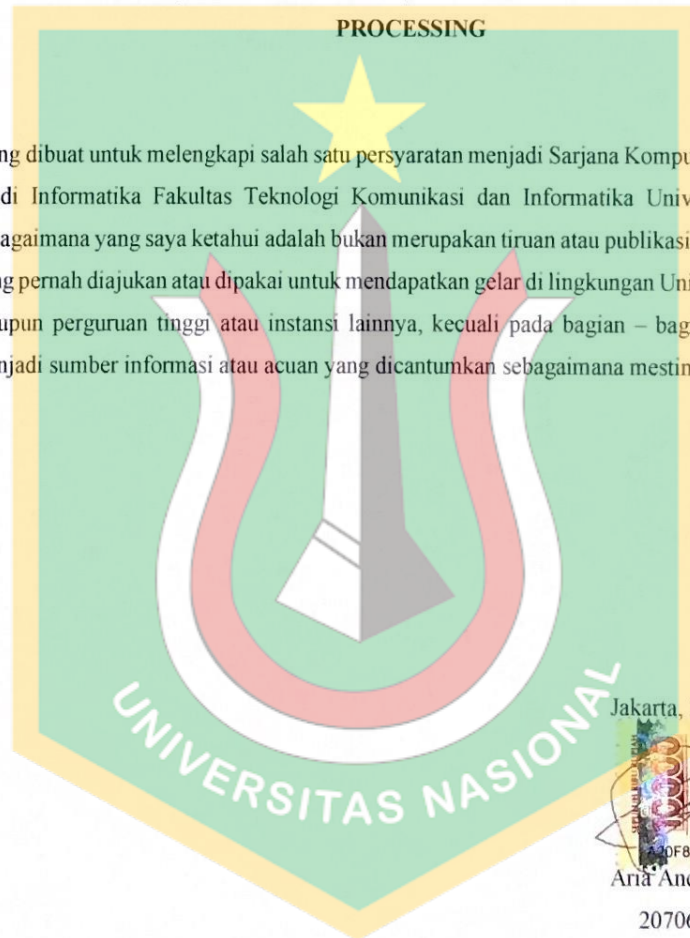 PROCESSING
ng dibuat untuk melengkapi salah satu persyaratan menjadi Sarjana Kompu
di Informatika Fakultas Teknologi Komunikasi dan Informatika Univ
agaimana yang saya ketahui adalah bukan merupakan tiruan atau publikasi
ng pernah diajukan atau dipakai untuk mendapatkan gelar di lingkungan Uni
upun perguruan tinggi atau instansi lainnya, kecuali pada bagian – bag
njadi sumber informasi atau acuan yang dicantumkan sebagaimana mestin
UNIVERSITAS NASIONAL
Jakarta,
Aria And
20706